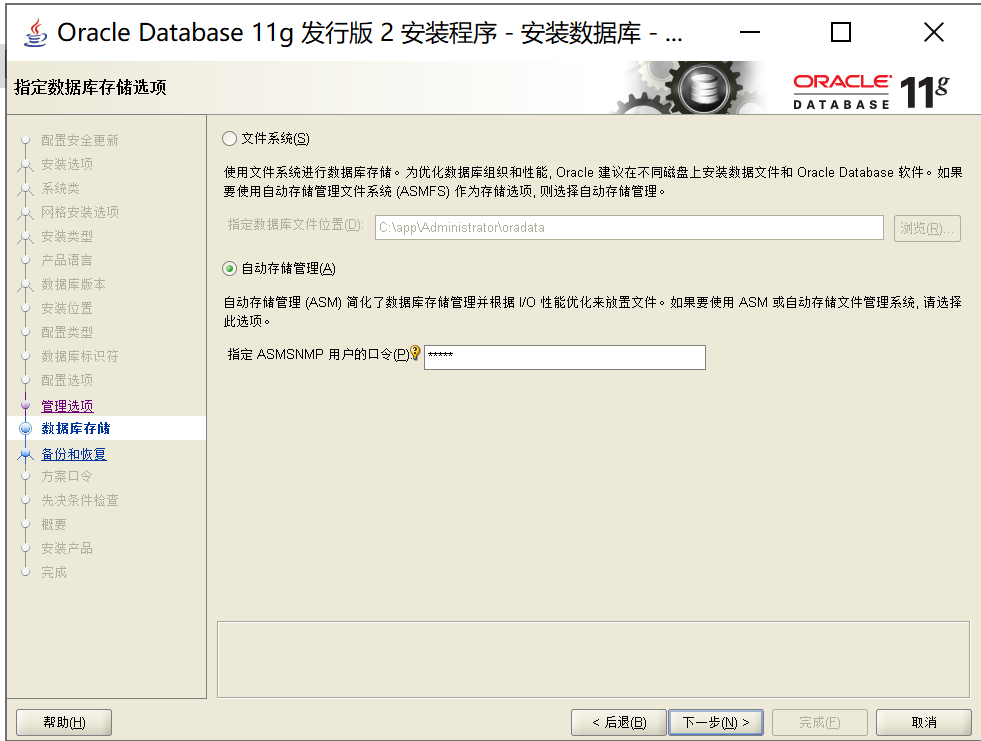 Oracle Database 11g 发行版 2 安装程序 - 安装数据库 - ...
指定数据库存储选项
ORACLE
DATABASE
11g
配置安全更新
安装选项
系统类
网格安装选项
安装类型
产品语言
数据库版本
安装位置
配置类型
数据库标识符
配置选项
管理选项
数据库存储
备份和恢复
方案口令
先决条件检查
概要
安装产品
完成
文件系统(S)
使用文件系统进行数据库存储。为优化数据库组织和性能, Oracle 建议在不同磁盘上安装数据文件和 Oracle Database 软件。如果
要使用自动存储管理文件系统 (ASMFS) 作为存储选项, 则选择自动存储管理。
指定数据库文件位置(D):
C:\app\Administrator\oradata
浏览(R)...
自动存储管理(A)
自动存储管理 (ASM) 简化了数据库存储管理并根据 I/O 性能优化来放置文件。如果要使用 ASM 或自动存储文件管理系统, 请选择
此选项。
指定 ASMSNMP 用户的口令(P)
*****
帮助(H)
< 后退(B)
下一步(N) >
完成(F)
取消